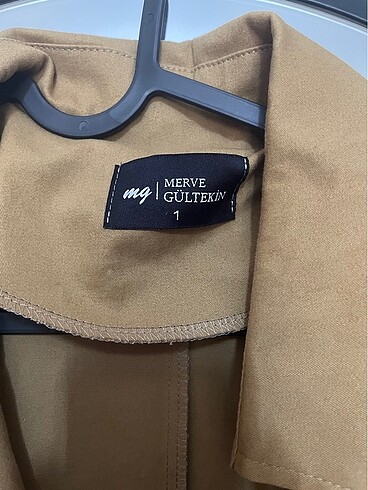 mg | MERVE
GÜLTEKİN
1